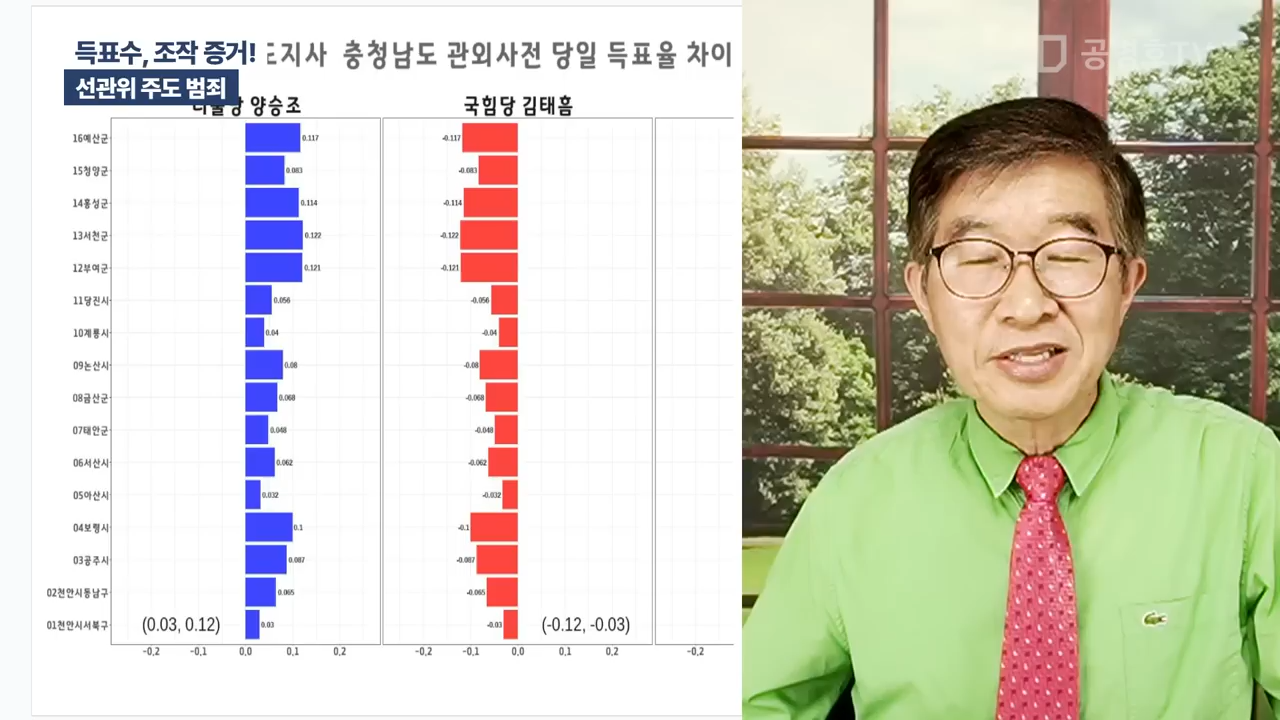 득표수, 조작 증거!
선관위 주도 범죄
도지사 충청남도 관외사전 당일 득표율 차이
더불당 양승조
국힘당 김태흠
16예산군 0.117 -0.117
15청양군 0.083 -0.083
14홍성군 0.114 -0.114
13서천군 0.122 -0.122
12부여군 0.121 -0.121
11당진시 0.056 -0.056
10계룡시 0.04 -0.04
09논산시 0.08 -0.08
08금산군 0.068 -0.068
07태안군 0.048 -0.048
06서산시 0.062 -0.062
05아산시 0.032 -0.032
04보령시 0.1 -0.1
03공주시 0.087 -0.087
02천안시동남구 0.065 -0.065
01천안시서북구 (0.03, 0.12) 0.03 -0.03 (-0.12, -0.03)
-0,2 -0,1 0,0 0,1 0,2 -0,2 -0,1 0,0 0,1 0,2 -0,2
공병호TV